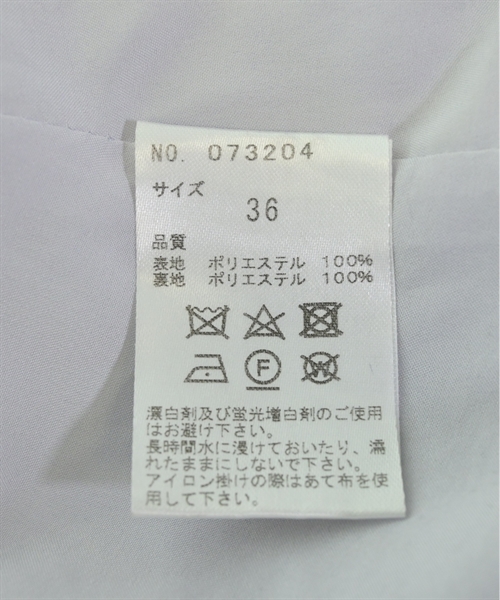 NO. 073204
サイズ
36
品質
表地 ポリエステル 100%
裏地 ポリエステル 100%
F
W
漂白剤及び蛍光増白剤のご使用
はお避け下さい。
長時間水に浸けておいたり、濡
れたままにしないで下さい。
アイロン掛けの際はあて布を使
用して下さい。